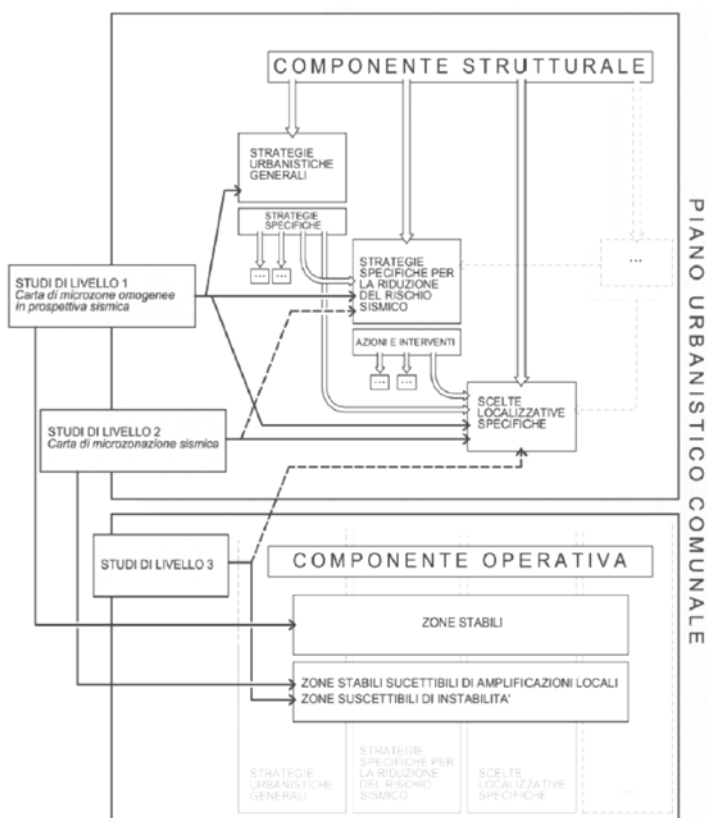 COMPONENTE STRUTTURALE
STRATEGIE
URBANISTICHE
GENERALI
STRATEGIE
SPECIFICHE
...
...
STRATEGIE
SPECIFICHE PER
LA RIDUZIONE
DEL RISCHIO
SISMICO
...
STUDI DI LIVELLO 1
Carta di microzone omogenee
in prospettiva sismica
AZIONI E INTERVENTI
...
...
SCELTE
LOCALIZZATIVE
SPECIFICHE
STUDI DI LIVELLO 2
Carta di microzonazione sismica
STUDI DI LIVELLO 3
COMPONENTE OPERATIVA
ZONE STABILI
ZONE STABILI SUCETTIBILI DI AMPLIFICAZIONI LOCALI
ZONE SUSCETTIBILI DI INSTABILITA'
STRATEGIE
URBANISTICHE
GENERALI
STRATEGIE
SPECIFICHE PER
LA RIDUZIONE
DEL RISCHIO
SISMICO
SCELTE
LOCALIZZATIVE
SPECIFICHE
...
PIANO URBANISTICO COMUNALE